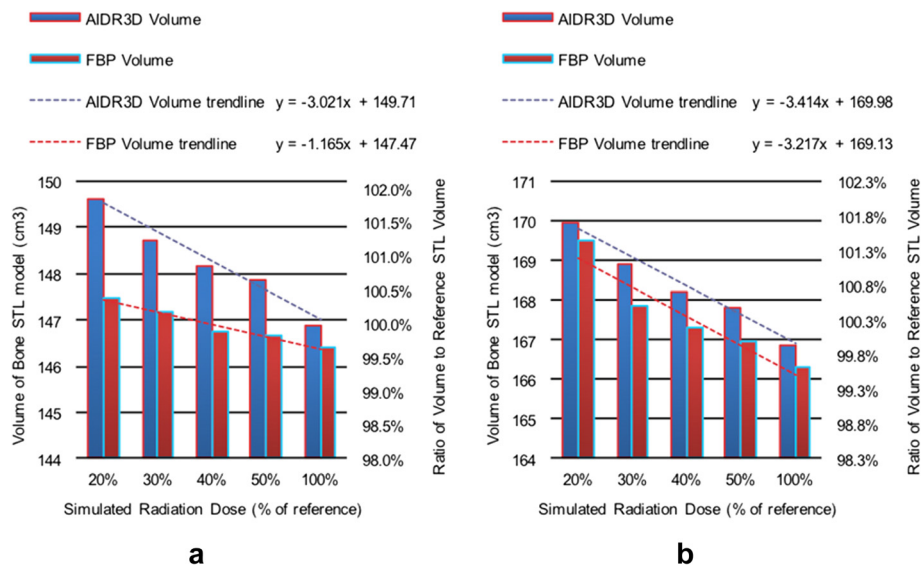 AIDR3D Volume
FBP Volume
AIDR3D Volume trendline y = -3.021x + 149.71
FBP Volume trendline y = -1.165x + 147.47
150
149
148
147
146
145
144
Volume of Bone STL model (cm3)
102.0%
101.5%
101.0%
100.5%
100.0%
99.5%
99.0%
98.5%
98.0%
Ratio of Volume to Reference STL Volume
20% 30% 40% 50% 100%
Simulated Radiation Dose (% of reference)
a
AIDR3D Volume
FBP Volume
AIDR3D Volume trendline y = -3.414x + 169.98
FBP Volume trendline y = -3.217x + 169.13
171
170
169
168
167
166
165
164
Volume of Bone STL model (cm3)
102.3%
101.8%
101.3%
100.8%
100.3%
99.8%
99.3%
98.8%
98.3%
Ratio of Volume to Reference STL Volume
20% 30% 40% 50% 100%
Simulated Radiation Dose (% of reference)
b